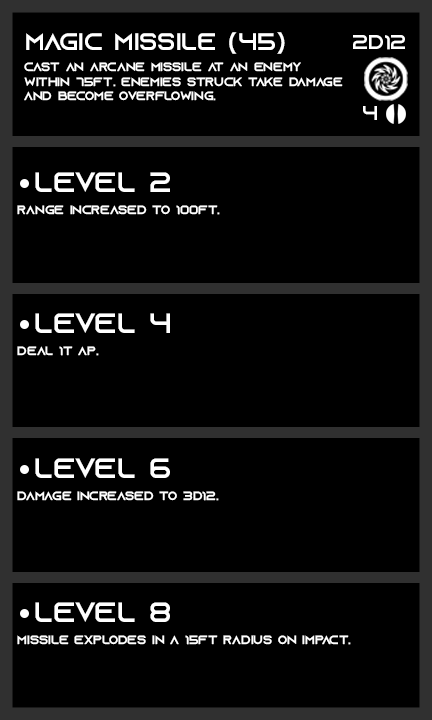 MAGIC MISSILE (45)
2D12
CAST AN ARCANE MISSILE AT AN ENEMY
WITHIN 75FT. ENEMIES STRUCK TAKE DAMAGE
AND BECOME OVERFLOWING.
4
•LEVEL 2
RANGE INCREASED TO 100FT.
•LEVEL 4
DEAL 1T AP.
•LEVEL 6
DAMAGE INCREASED TO 3D12.
•LEVEL 8
MISSILE EXPLODES IN A 15FT RADIUS ON IMPACT.